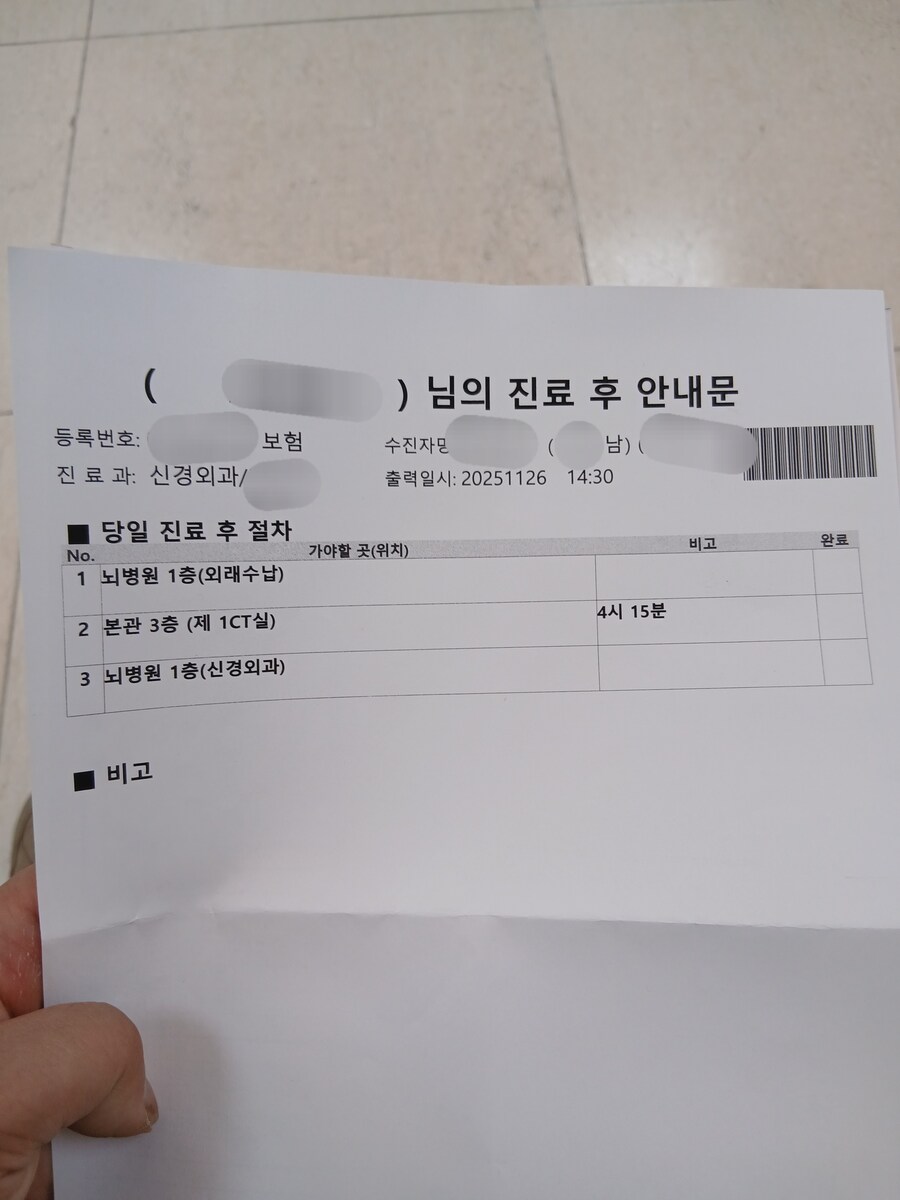 ( ) 님의 진료 후 안내문
등록번호: 보험 수진자명 ( 남) (
진 료 과: 신경외과/ 출력일시: 20251126 14:30
■ 당일 진료 후 절차
No. 가야할 곳(위치) 비고 완료
1 뇌병원 1층(외래수납)
2 본관 3층 (제 1CT실) 4시 15분
3 뇌병원 1층(신경외과)
■ 비고